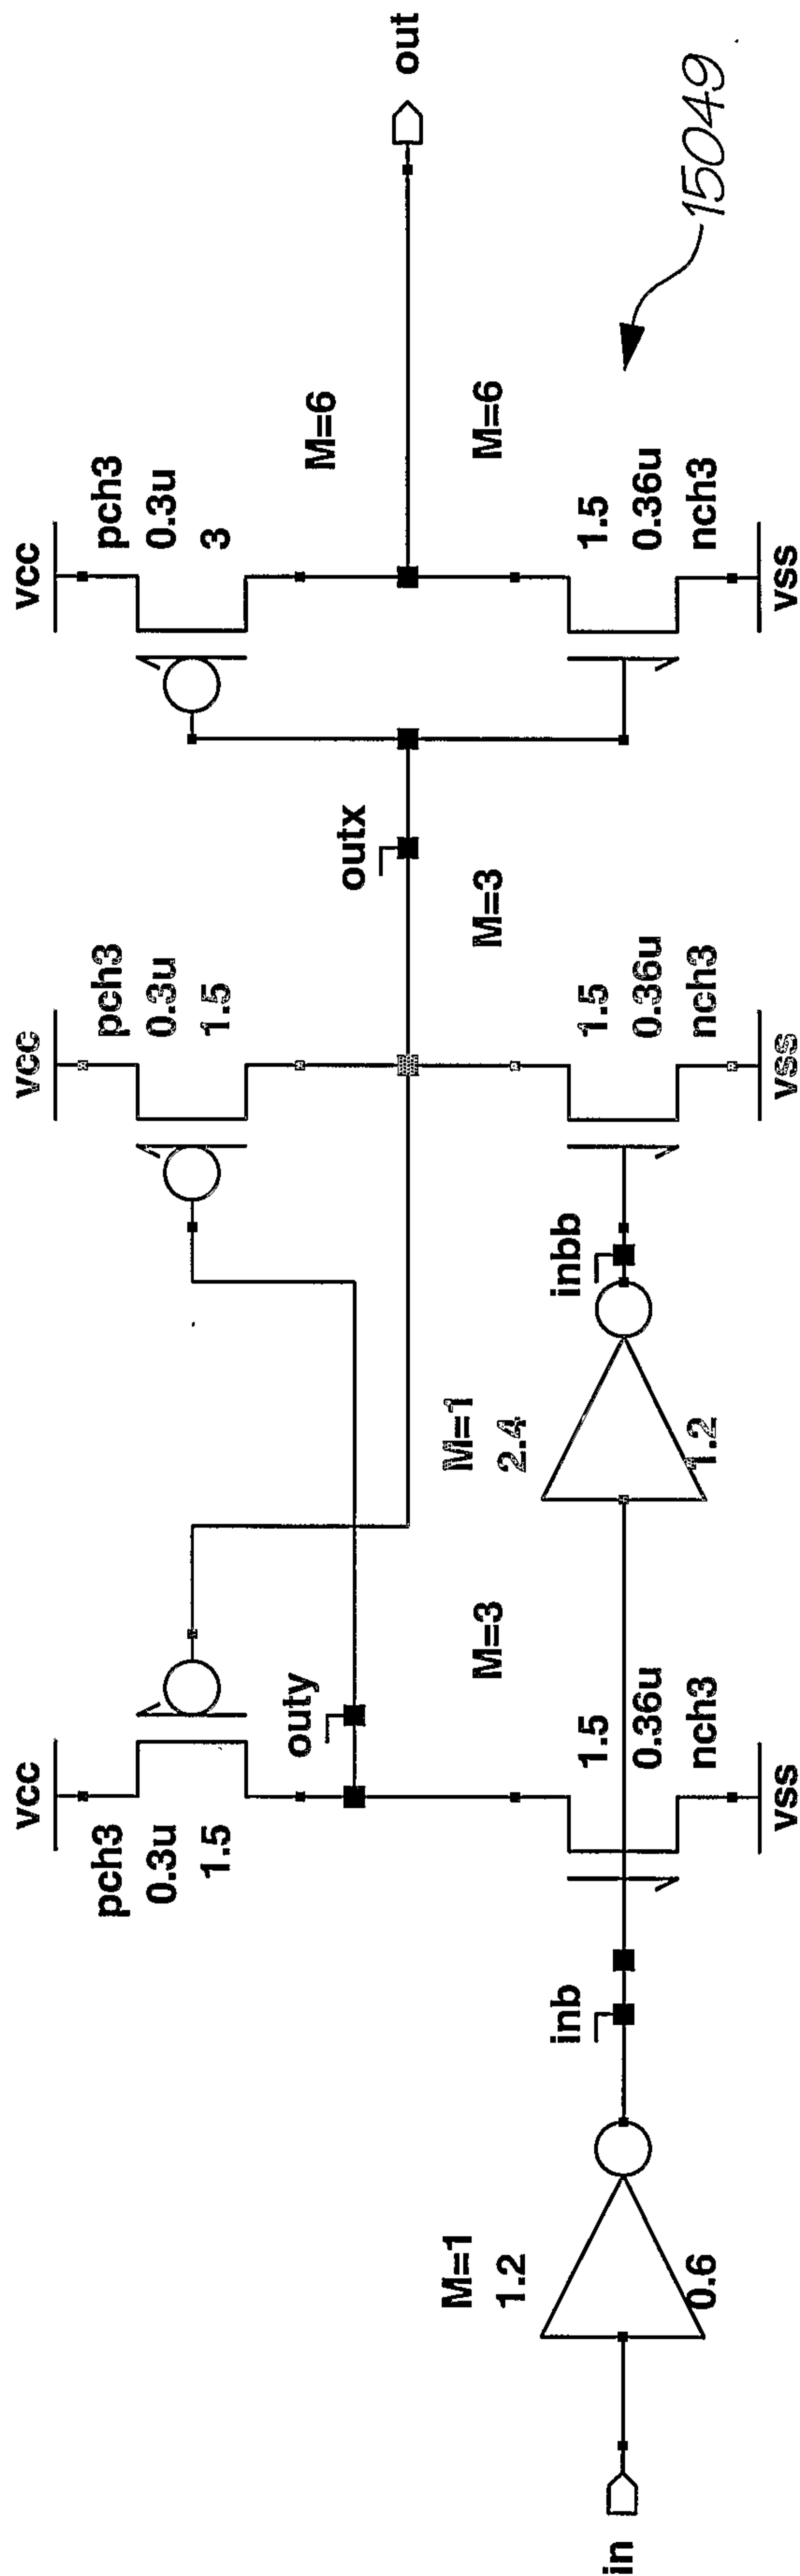 in
M=1
1.2
0.6
inb
vcc
pch3
0.3u
1.5
outy
M=3
1.5
0.36u
nch3
vss
M=1
2.4
1.2
inbb
vcc
pch3
0.3u
1.5
M=3
1.5
0.36u
nch3
vss
outx
vcc
pch3
0.3u
3
M=6
M=6
1.5
0.36u
nch3
vss
out
15049